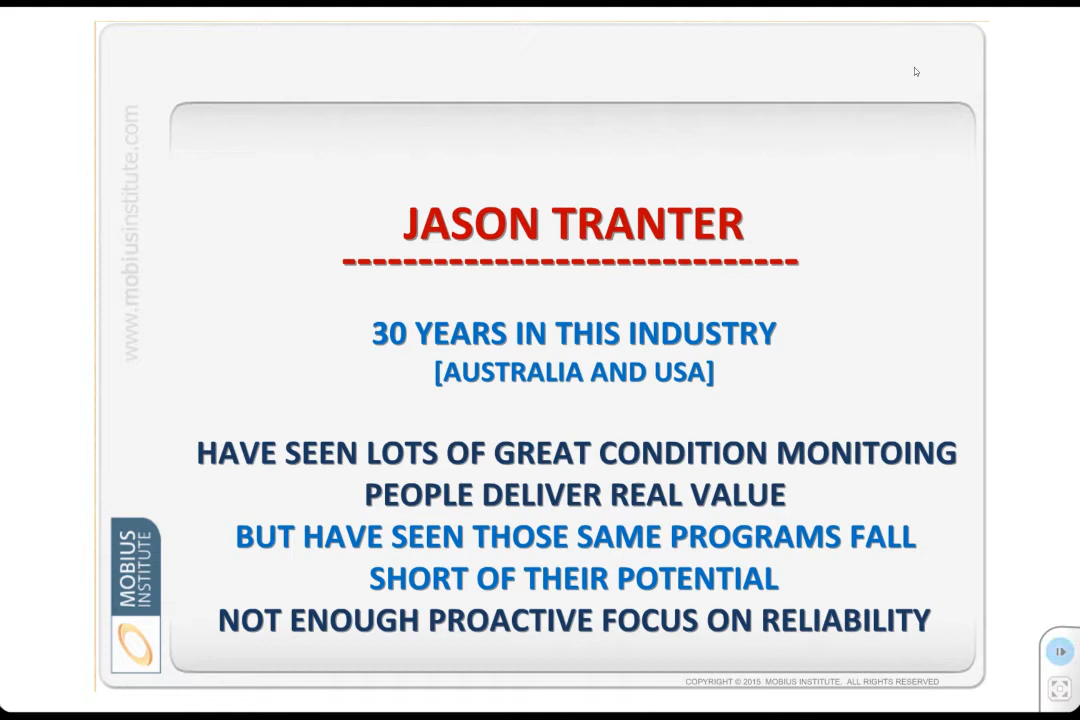 www.mobiusinstitute.com
JASON TRANTER
------------------------------
30 YEARS IN THIS INDUSTRY
[AUSTRALIA AND USA]
HAVE SEEN LOTS OF GREAT CONDITION MONITOING
PEOPLE DELIVER REAL VALUE
BUT HAVE SEEN THOSE SAME PROGRAMS FALL
SHORT OF THEIR POTENTIAL
NOT ENOUGH PROACTIVE FOCUS ON RELIABILITY
MOBIUS
INSTITUTE
COPYRIGHT © 2015 MOBIUS INSTITUTE. ALL RIGHTS RESERVED